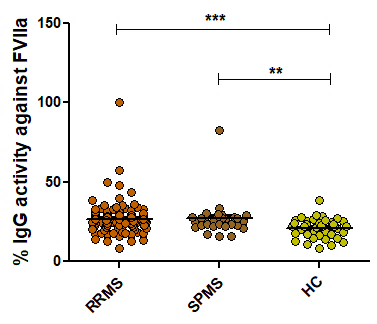 % IgG activity against FVIIa
150
100
50
0
***
**
RRMS
SPMS
HC